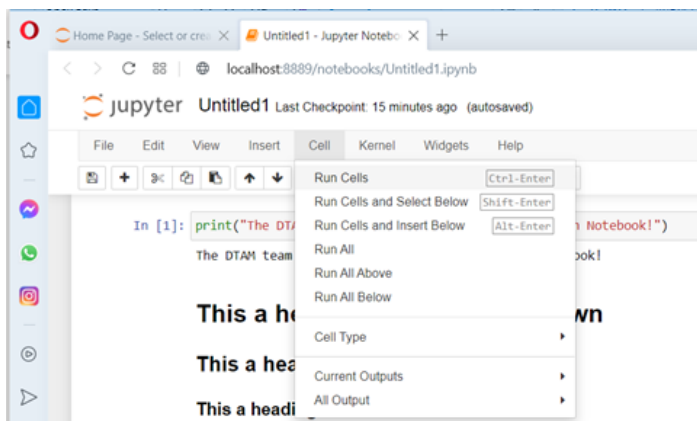 Home Page - Select or crea
Untitled1 - Jupyter Notebo
localhost:8889/notebooks/Untitled1.ipynb
jupyter Untitled1 Last Checkpoint: 15 minutes ago (autosaved)
File Edit View Insert Cell Kernel Widgets Help
Run Cells Ctrl-Enter
Run Cells and Select Below Shift-Enter
Run Cells and Insert Below Alt-Enter
Run All
Run All Above
Run All Below
Cell Type
Current Outputs
All Output
In [1]: print("The DTA n Notebook!")
The DTAM team ook!
This a he wn
This a hea
This a heading